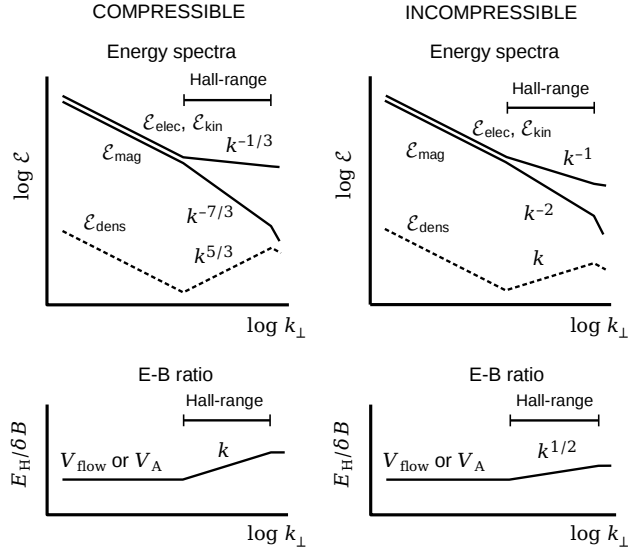 COMPRESSIBLE
Energy spectra
Hall-range
ℰelec, ℰkin
ℰmag
k−1/3
k−7/3
ℰdens
k5/3
log ℰ
log k⊥
E-B ratio
Hall-range
Vflow or VA
k
EH/δB
log k⊥
INCOMPRESSIBLE
Energy spectra
Hall-range
ℰelec, ℰkin
ℰmag
k−1
k−2
ℰdens
k
log ℰ
log k⊥
E-B ratio
Hall-range
Vflow or VA
k1/2
EH/δB
log k⊥